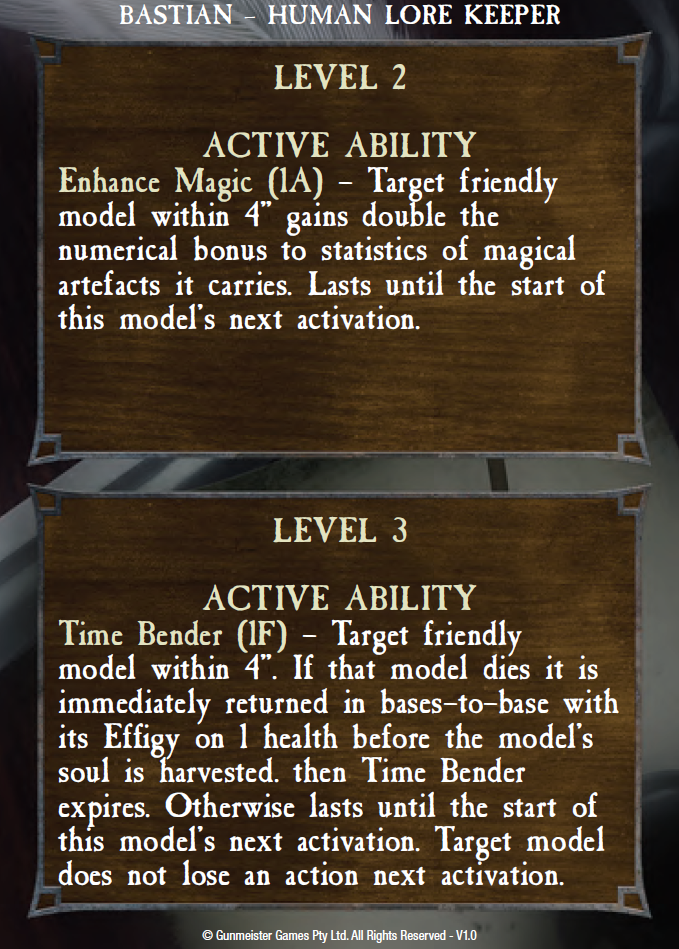 BASTIAN – HUMAN LORE KEEPER
LEVEL 2
ACTIVE ABILITY
Enhance Magic (1A) – Target friendly
model within 4” gains double the
numerical bonus to statistics of magical
artefacts it carries. Lasts until the start of
this model’s next activation.
LEVEL 3
ACTIVE ABILITY
Time Bender (1F) – Target friendly
model within 4”. If that model dies it is
immediately returned in bases-to-base with
its Effigy on 1 health before the model’s
soul is harvested. then Time Bender
expires. Otherwise lasts until the start of
this model’s next activation. Target model
does not lose an action next activation.
© Gunmeister Games Pty Ltd. All Rights Reserved - V1.0